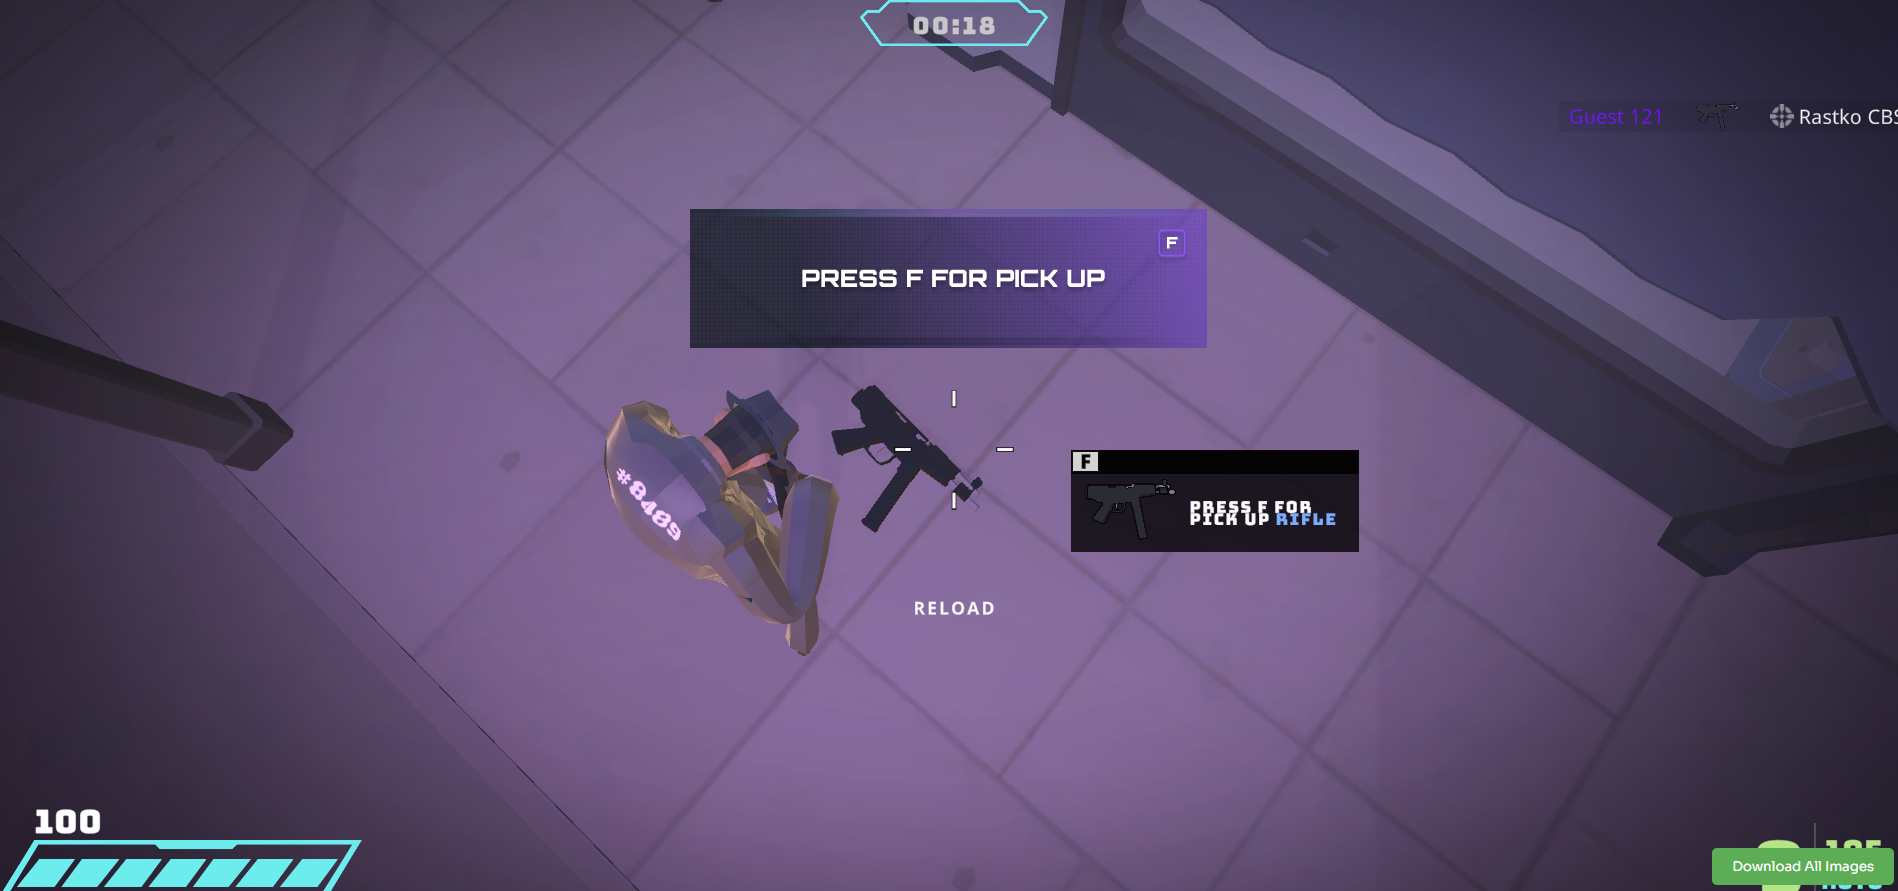 00:18
Guest 121
Rastko CBS
F
PRESS F FOR PICK UP
#8489
F
PRESS F FOR
PICK UP RIFLE
RELOAD
100
Download All Images